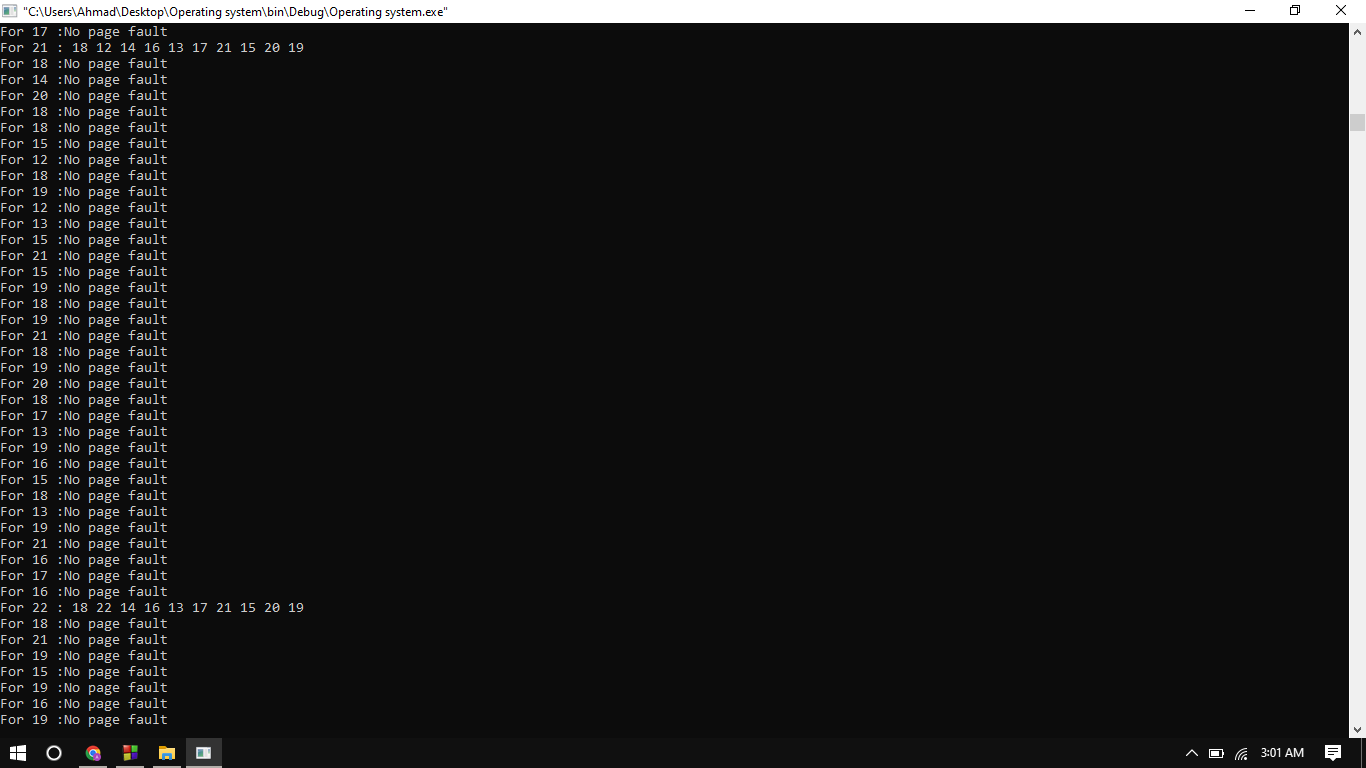 "C:\Users\Ahmad\Desktop\Operating system\bin\Debug\Operating system.exe"
For 17 :No page fault
For 21 : 18 12 14 16 13 17 21 15 20 19
For 18 :No page fault
For 14 :No page fault
For 20 :No page fault
For 18 :No page fault
For 18 :No page fault
For 15 :No page fault
For 12 :No page fault
For 18 :No page fault
For 19 :No page fault
For 12 :No page fault
For 13 :No page fault
For 15 :No page fault
For 21 :No page fault
For 15 :No page fault
For 19 :No page fault
For 18 :No page fault
For 19 :No page fault
For 21 :No page fault
For 18 :No page fault
For 19 :No page fault
For 20 :No page fault
For 18 :No page fault
For 17 :No page fault
For 13 :No page fault
For 19 :No page fault
For 16 :No page fault
For 15 :No page fault
For 18 :No page fault
For 13 :No page fault
For 19 :No page fault
For 21 :No page fault
For 16 :No page fault
For 17 :No page fault
For 16 :No page fault
For 22 : 18 22 14 16 13 17 21 15 20 19
For 18 :No page fault
For 21 :No page fault
For 19 :No page fault
For 15 :No page fault
For 19 :No page fault
For 16 :No page fault
For 19 :No page fault
3:01 AM